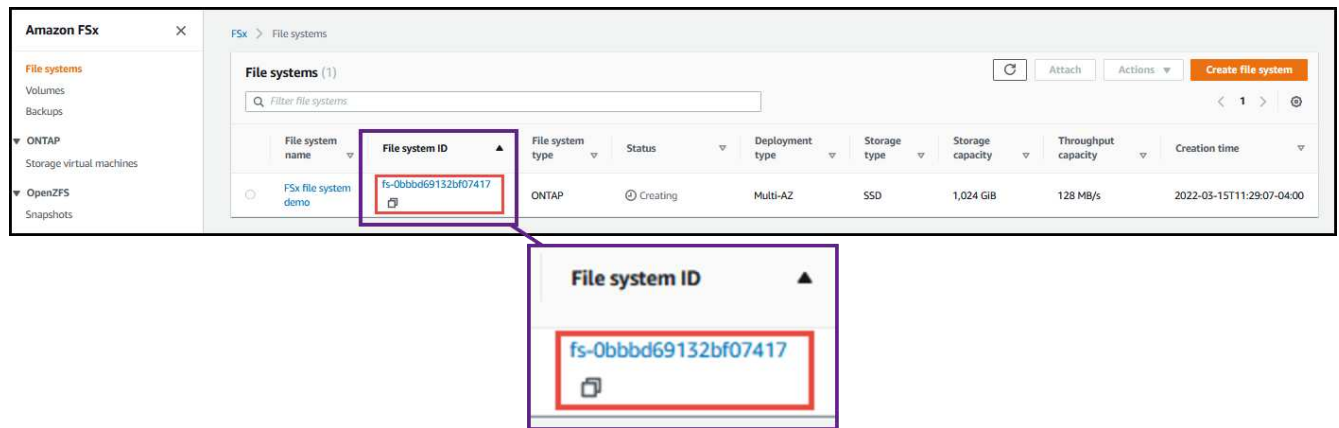 Amazon FSx
File systems
Volumes
Backups
ONTAP
Storage virtual machines
OpenZFS
Snapshots
FSx > File systems
File systems (1)
Attach
Actions
Create file system
Filter file systems
1
File system name
File system ID
File system type
Status
Deployment type
Storage type
Storage capacity
Throughput capacity
Creation time
FSx file system demo
fs-0bbbd69132bf07417
ONTAP
Creating
Multi-AZ
SSD
1,024 GiB
128 MB/s
2022-03-15T11:29:07-04:00
File system ID
fs-0bbbd69132bf07417